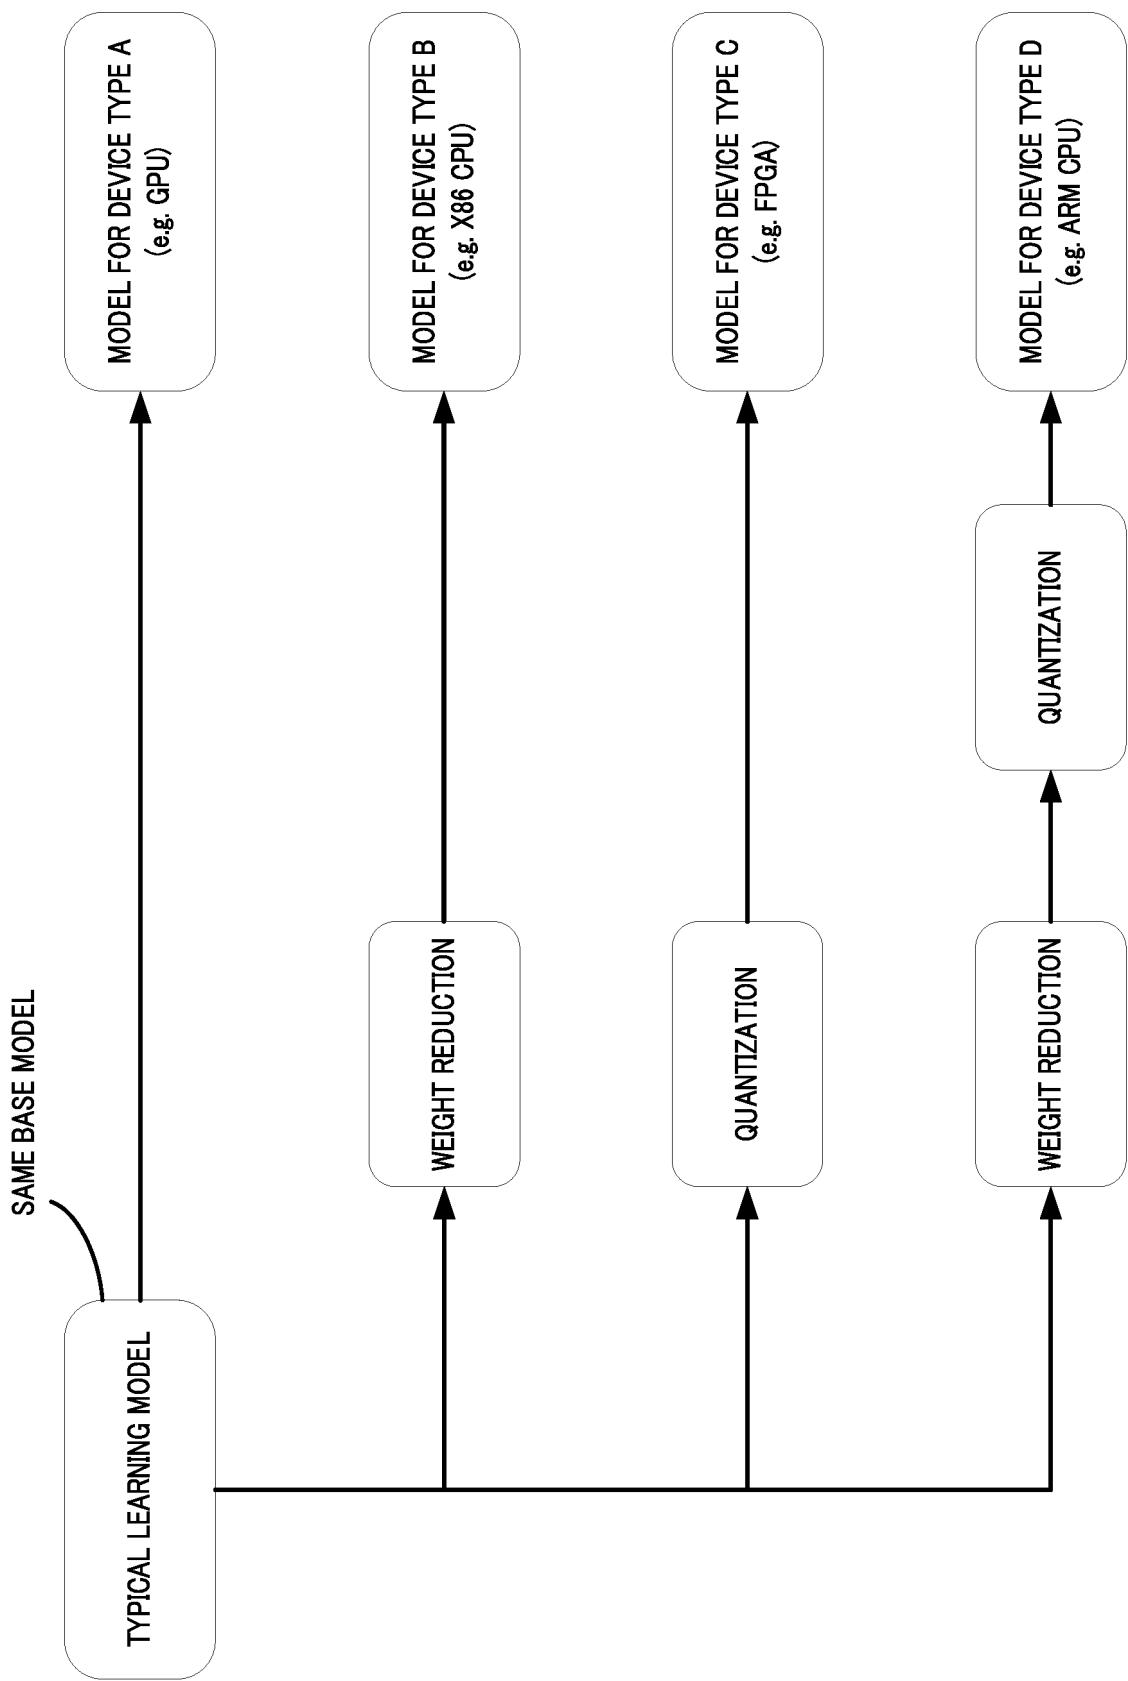 SAME BASE MODEL
TYPICAL LEARNING MODEL
MODEL FOR DEVICE TYPE A
(e.g. GPU)
WEIGHT REDUCTION
MODEL FOR DEVICE TYPE B
(e.g. X86 CPU)
QUANTIZATION
MODEL FOR DEVICE TYPE C
(e.g. FPGA)
WEIGHT REDUCTION
QUANTIZATION
MODEL FOR DEVICE TYPE D
(e.g. ARM CPU)